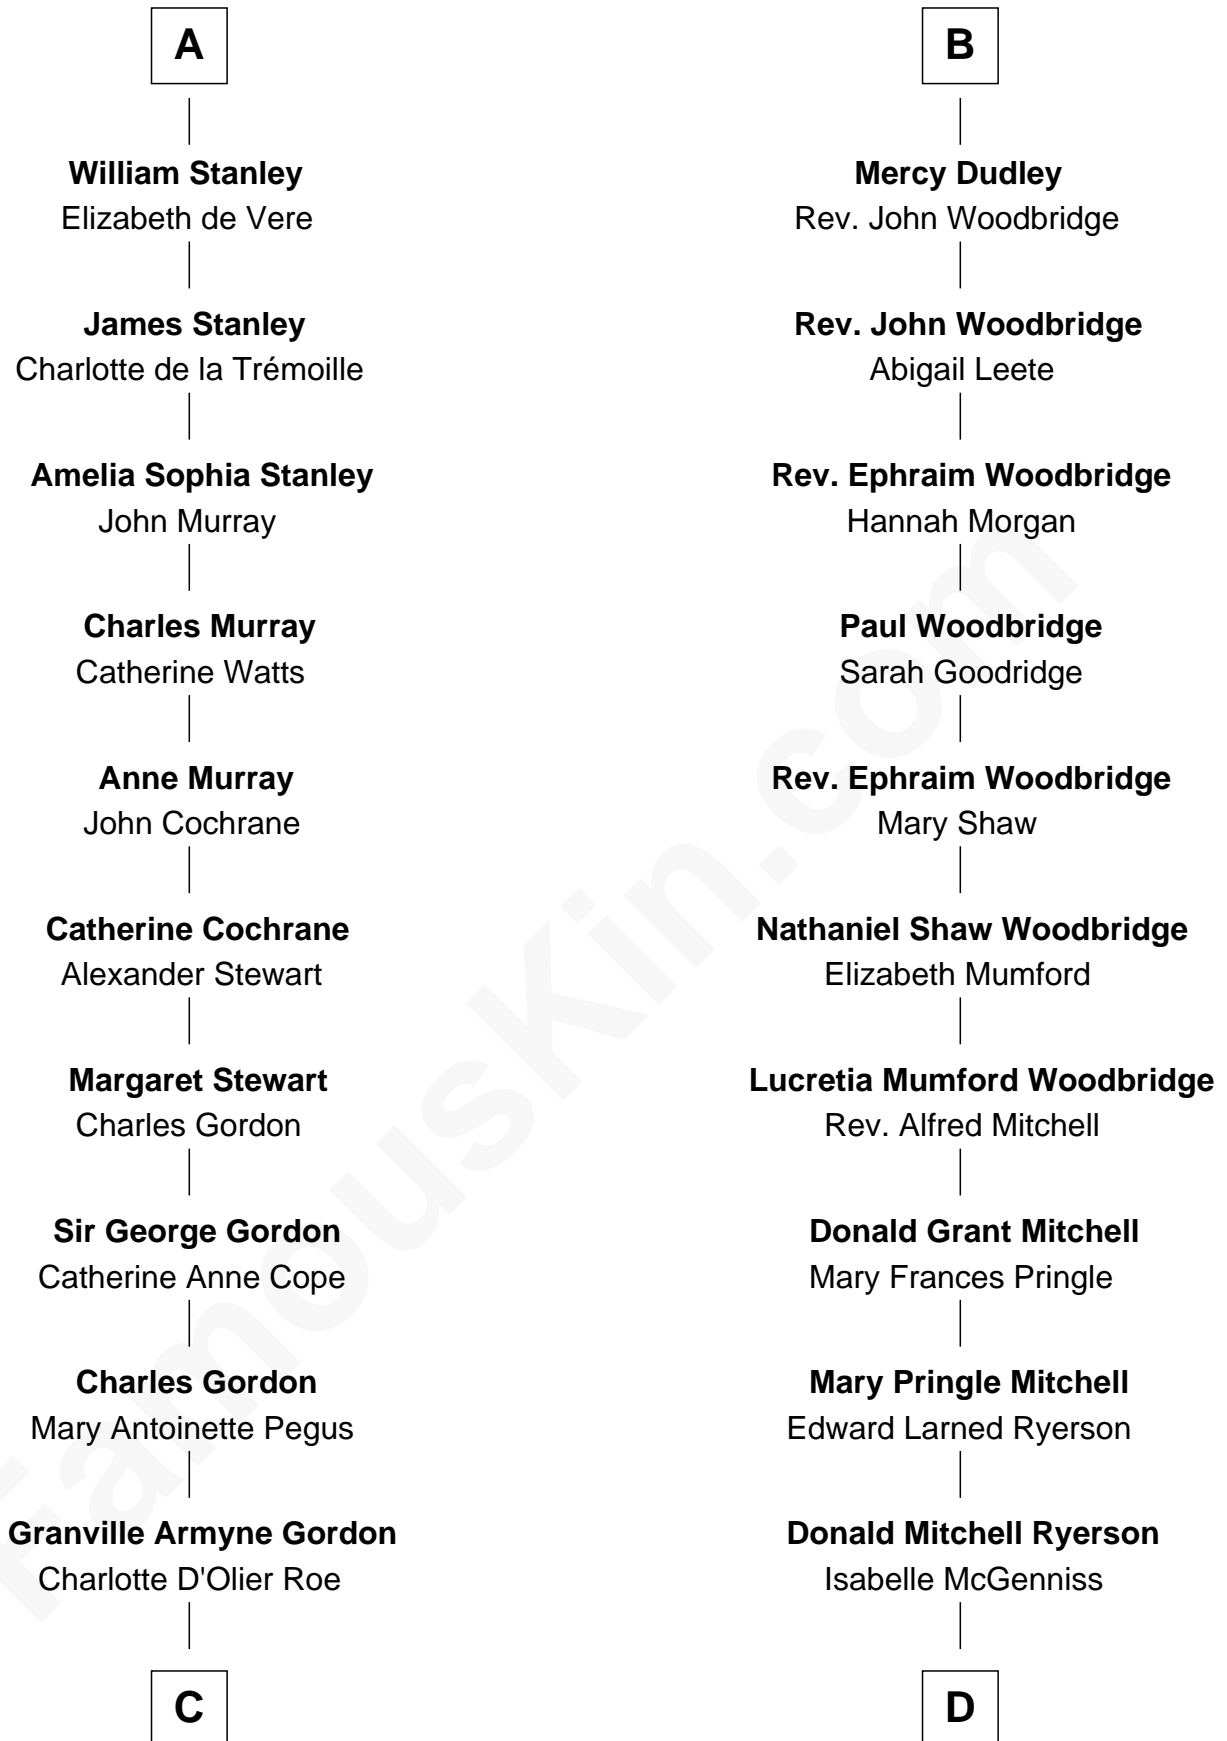 A
William Stanley
Elizabeth de Vere
James Stanley
Charlotte de la Trémoille
Amelia Sophia Stanley
John Murray
Charles Murray
Catherine Watts
Anne Murray
John Cochrane
Catherine Cochrane
Alexander Stewart
Margaret Stewart
Charles Gordon
Sir George Gordon
Catherine Anne Cope
Charles Gordon
Mary Antoinette Pegus
Granville Armyne Gordon
Charlotte D'Olier Roe
C
B
Mercy Dudley
Rev. John Woodbridge
Rev. John Woodbridge
Abigail Leete
Rev. Ephraim Woodbridge
Hannah Morgan
Paul Woodbridge
Sarah Goodridge
Rev. Ephraim Woodbridge
Mary Shaw
Nathaniel Shaw Woodbridge
Elizabeth Mumford
Lucretia Mumford Woodbridge
Rev. Alfred Mitchell
Donald Grant Mitchell
Mary Frances Pringle
Mary Pringle Mitchell
Edward Larned Ryerson
Donald Mitchell Ryerson
Isabelle McGenniss
D
FamousKin.com